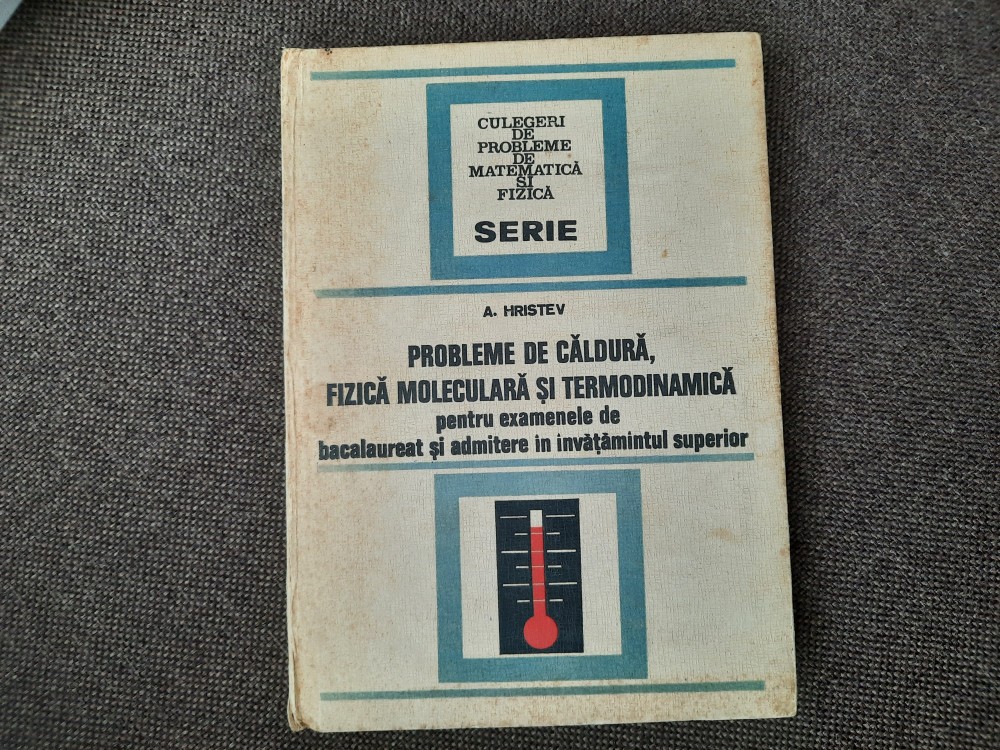 CULEGERI
DE
PROBLEME
DE
MATEMATICĂ
SI
FIZICĂ
SERIE
A. HRISTEV
PROBLEME DE CĂLDURĂ,
FIZICĂ MOLECULARĂ ȘI TERMODINAMICĂ
pentru examenele de
bacalaureat și admitere in invățămintul superior